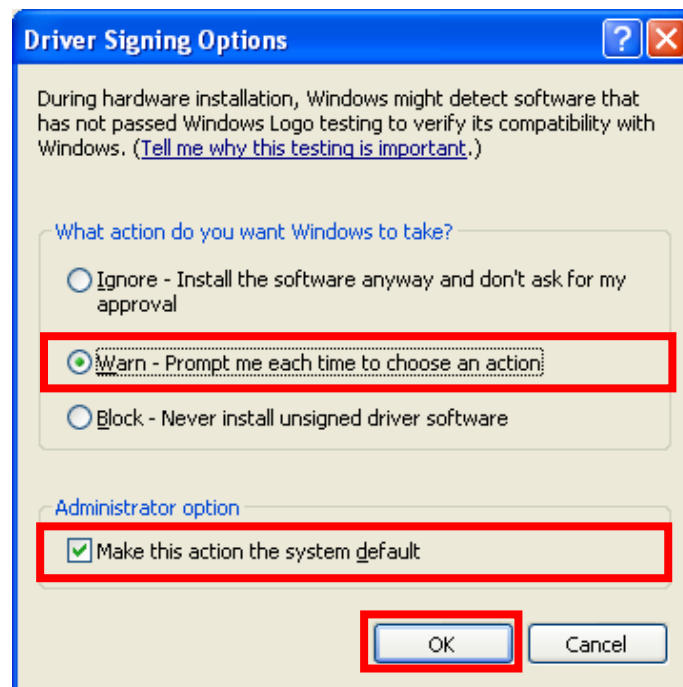 Driver Signing Options
During hardware installation, Windows might detect software that
has not passed Windows Logo testing to verify its compatibility with
Windows. (Tell me why this testing is important.)
What action do you want Windows to take?
Ignore - Install the software anyway and don't ask for my
approval
Warn - Prompt me each time to choose an action
Block - Never install unsigned driver software
Administrator option
Make this action the system default
OK
Cancel